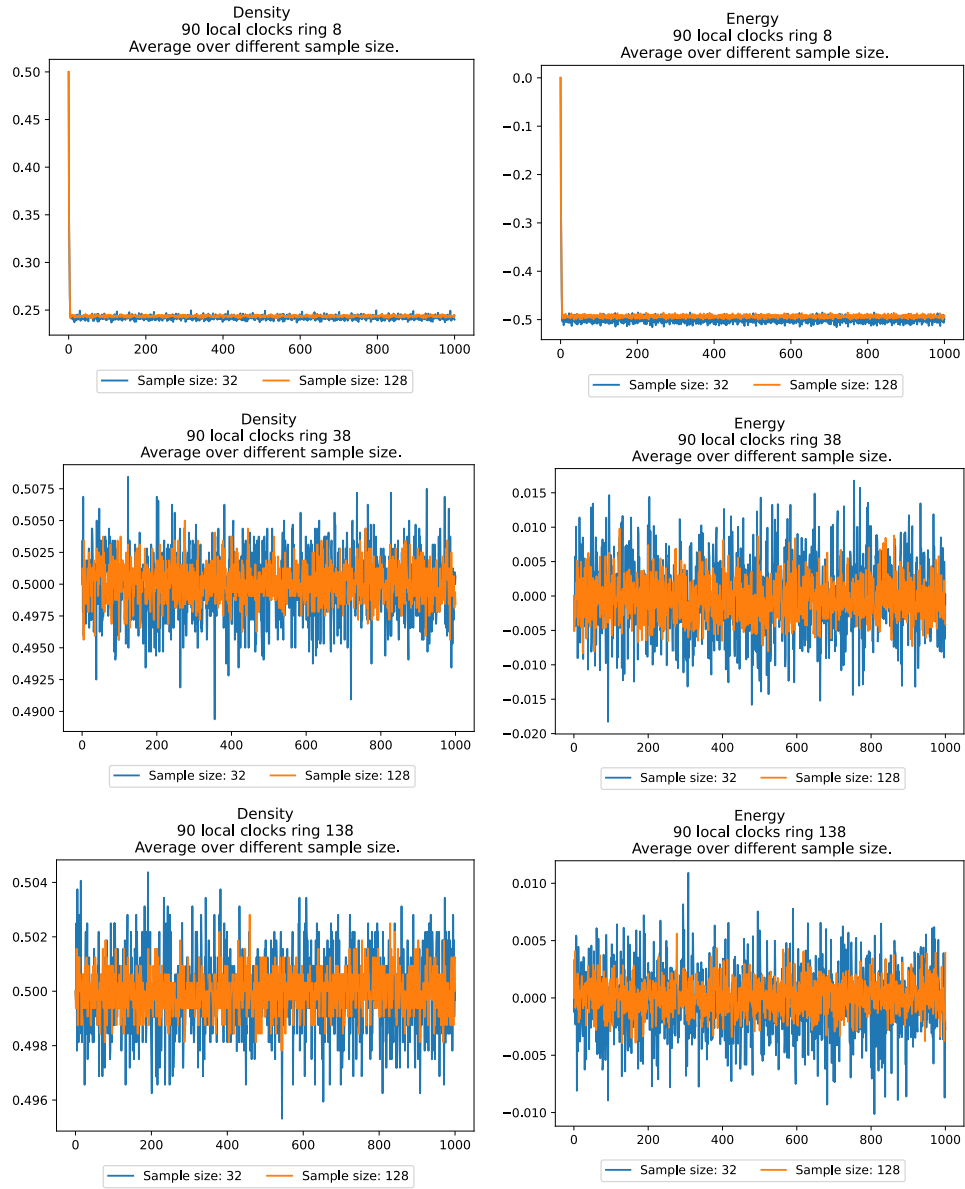 Density
90 local clocks ring 8
Average over different sample size.
0.50
0.45
0.40
0.35
0.30
0.25
0 200 400 600 800 1000
Sample size: 32 Sample size: 128
Energy
90 local clocks ring 8
Average over different sample size.
0.0
−0.1
−0.2
−0.3
−0.4
−0.5
0 200 400 600 800 1000
Sample size: 32 Sample size: 128
Density
90 local clocks ring 38
Average over different sample size.
0.5075
0.5050
0.5025
0.5000
0.4975
0.4950
0.4925
0.4900
0 200 400 600 800 1000
Sample size: 32 Sample size: 128
Energy
90 local clocks ring 38
Average over different sample size.
0.015
0.010
0.005
0.000
−0.005
−0.010
−0.015
−0.020
0 200 400 600 800 1000
Sample size: 32 Sample size: 128
Density
90 local clocks ring 138
Average over different sample size.
0.504
0.502
0.500
0.498
0.496
0 200 400 600 800 1000
Sample size: 32 Sample size: 128
Energy
90 local clocks ring 138
Average over different sample size.
0.010
0.005
0.000
−0.005
−0.010
0 200 400 600 800 1000
Sample size: 32 Sample size: 128